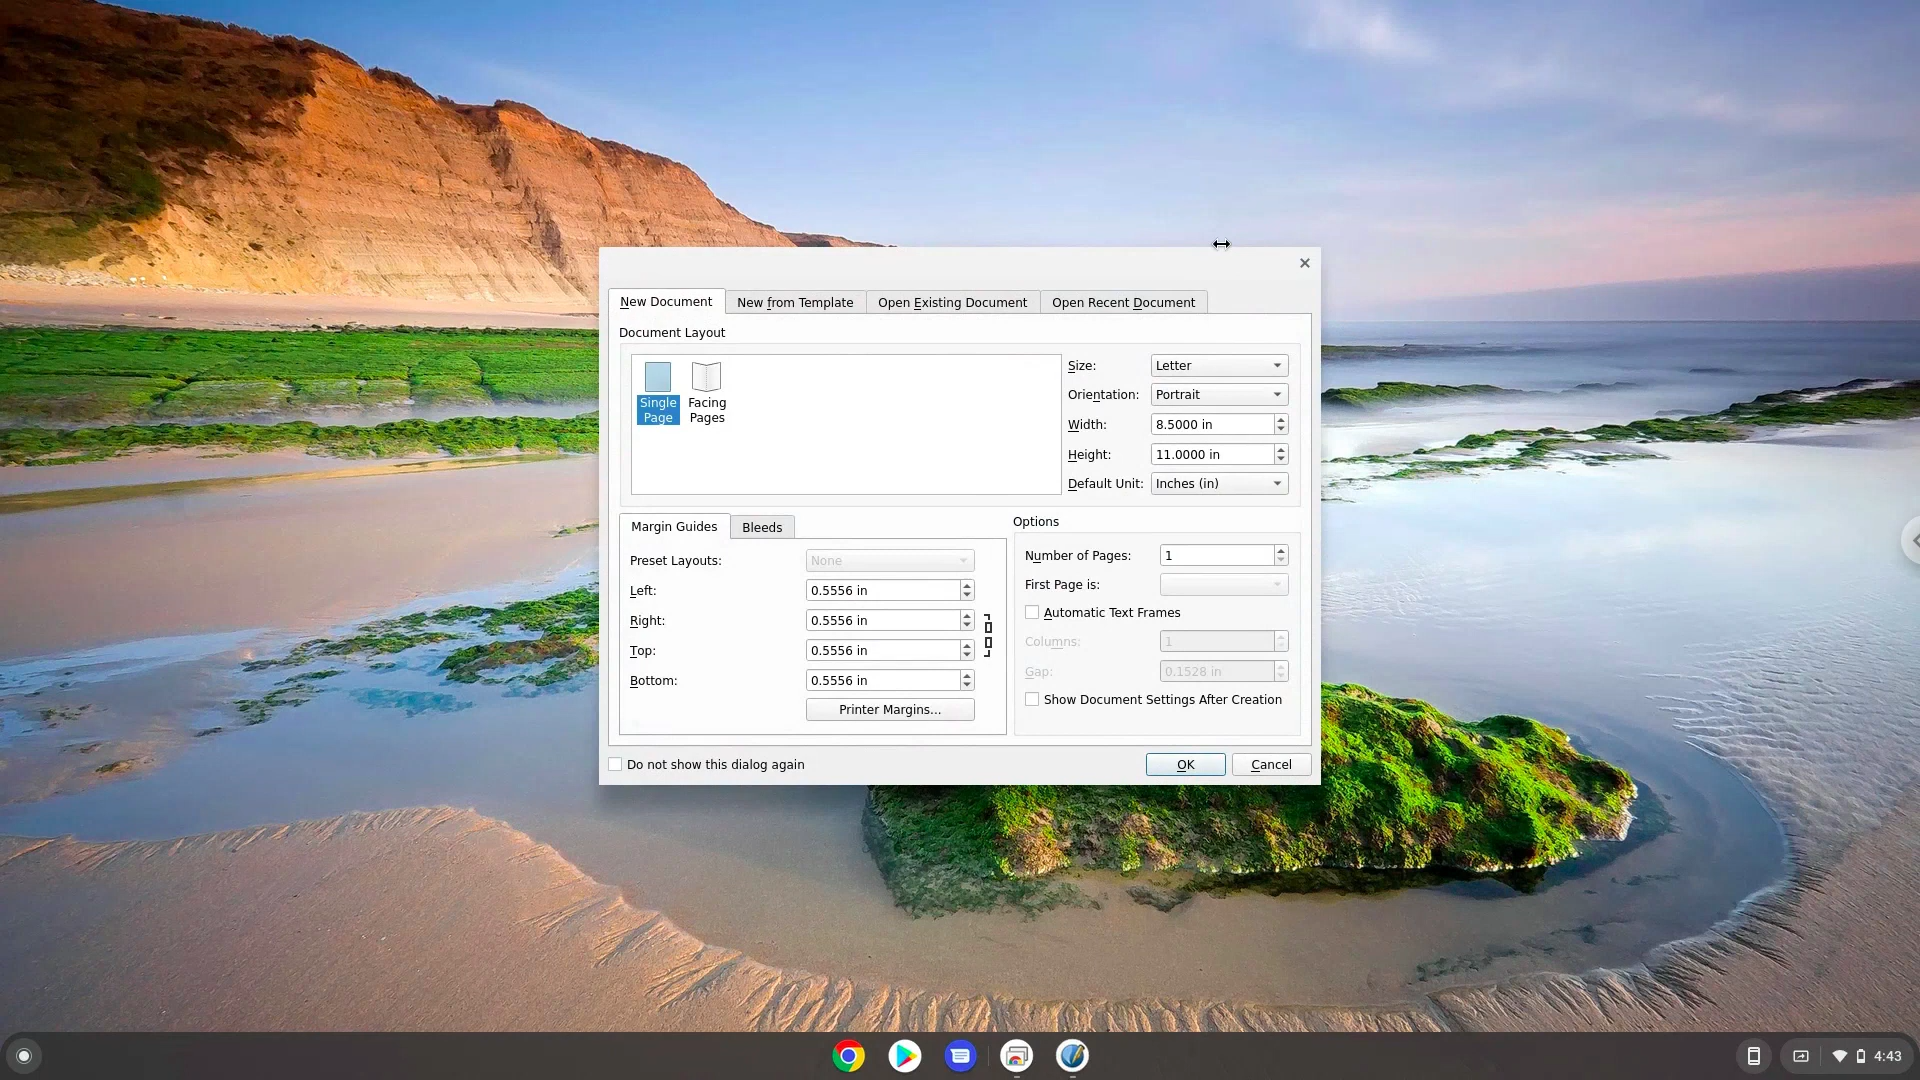 New Document
New from Template
Open Existing Document
Open Recent Document
Document Layout
Single
Page
Facing
Pages
Size:
Letter
Orientation:
Portrait
Width:
8.5000 in
Height:
11.0000 in
Default Unit:
Inches (in)
Margin Guides
Bleeds
Preset Layouts:
None
Left:
0.5556 in
Right:
0.5556 in
Top:
0.5556 in
Bottom:
0.5556 in
Printer Margins...
Options
Number of Pages:
1
First Page is:
Automatic Text Frames
Columns:
1
Gap:
0.1528 in
Show Document Settings After Creation
Do not show this dialog again
OK
Cancel
4:43